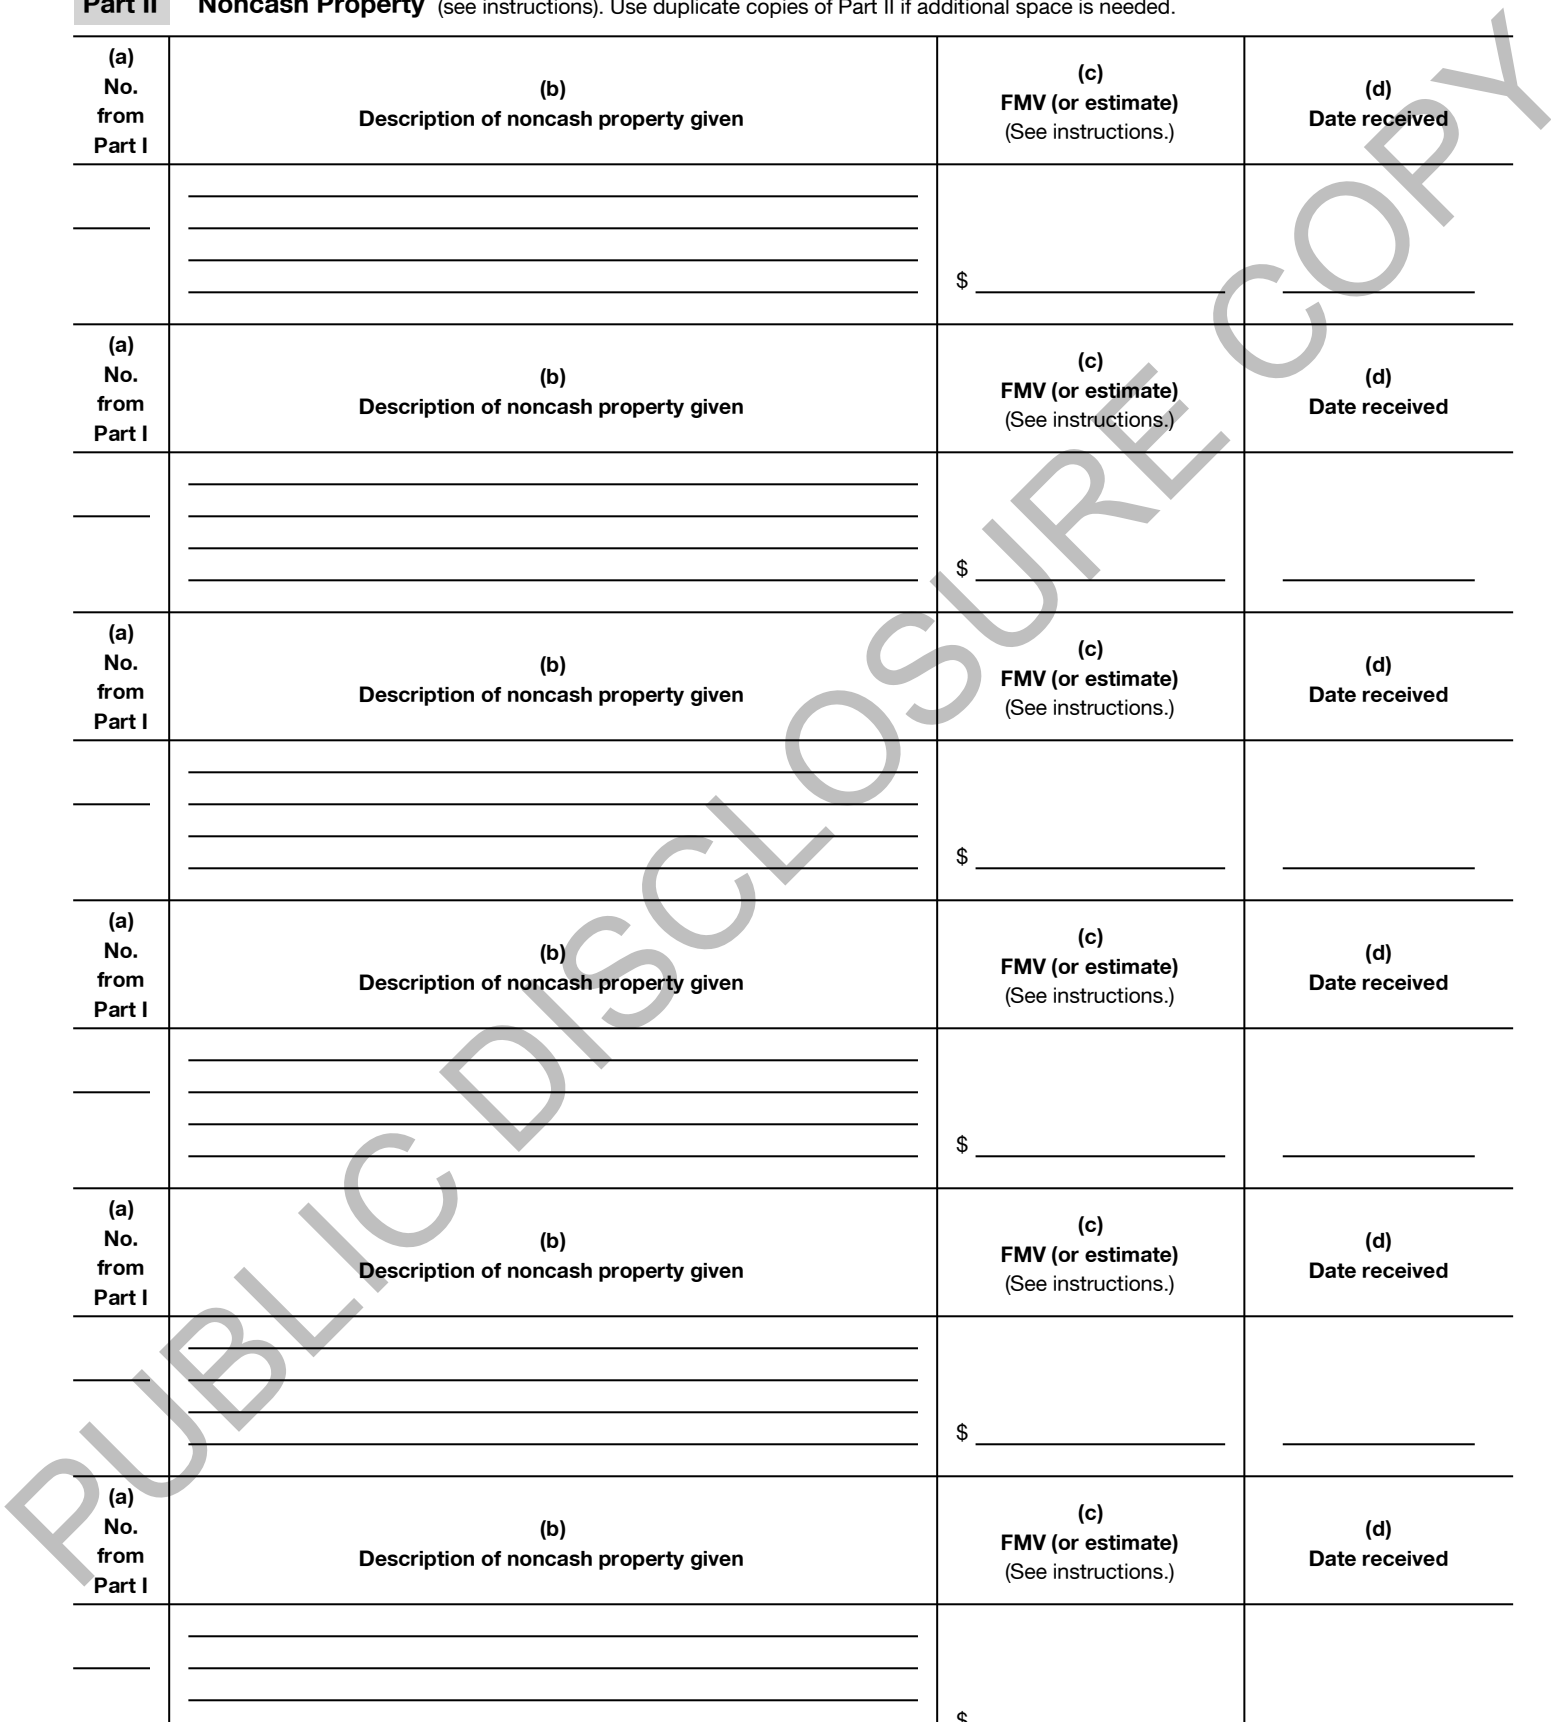 Part II Noncash Property (see instructions). Use duplicate copies of Part II if additional space is needed.
(a)
No.
from
Part I
(b)
Description of noncash property given
(c)
FMV (or estimate)
(See instructions.)
(d)
Date received
$
(a)
No.
from
Part I
(b)
Description of noncash property given
(c)
FMV (or estimate)
(See instructions.)
(d)
Date received
$
(a)
No.
from
Part I
(b)
Description of noncash property given
(c)
FMV (or estimate)
(See instructions.)
(d)
Date received
$
(a)
No.
from
Part I
(b)
Description of noncash property given
(c)
FMV (or estimate)
(See instructions.)
(d)
Date received
$
(a)
No.
from
Part I
(b)
Description of noncash property given
(c)
FMV (or estimate)
(See instructions.)
(d)
Date received
$
(a)
No.
from
Part I
(b)
Description of noncash property given
(c)
FMV (or estimate)
(See instructions.)
(d)
Date received
$
PUBLIC DISCLOSURE COPY